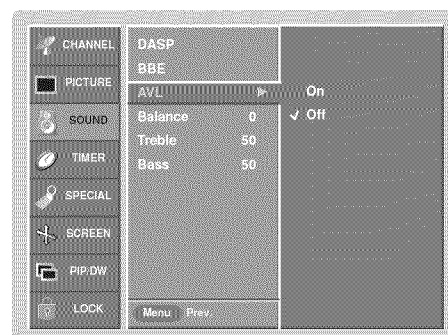 CHANNEL
PICTURE
SOUND
TIMER
SPECIAL
SCREEN
PIP/DW
LOCK
DASP
BBE
AVL
Balance 0
Treble 50
Bass 50
Menu Prev.
On
✓ Off